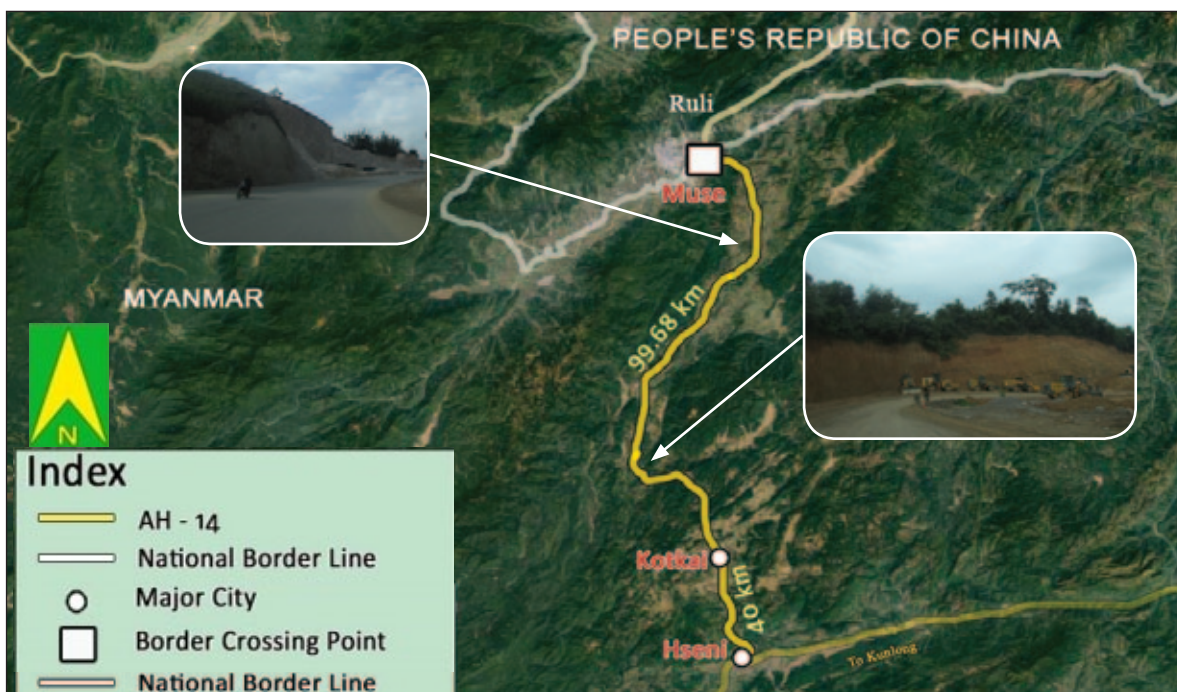 PEOPLE'S REPUBLIC OF CHINA
Ruli
Muse
MYANMAR
99.68 km
N
Index
AH - 14
National Border Line
Major City
Border Crossing Point
National Border Line
Kotkai
40 km
Hseni
To Kunlong